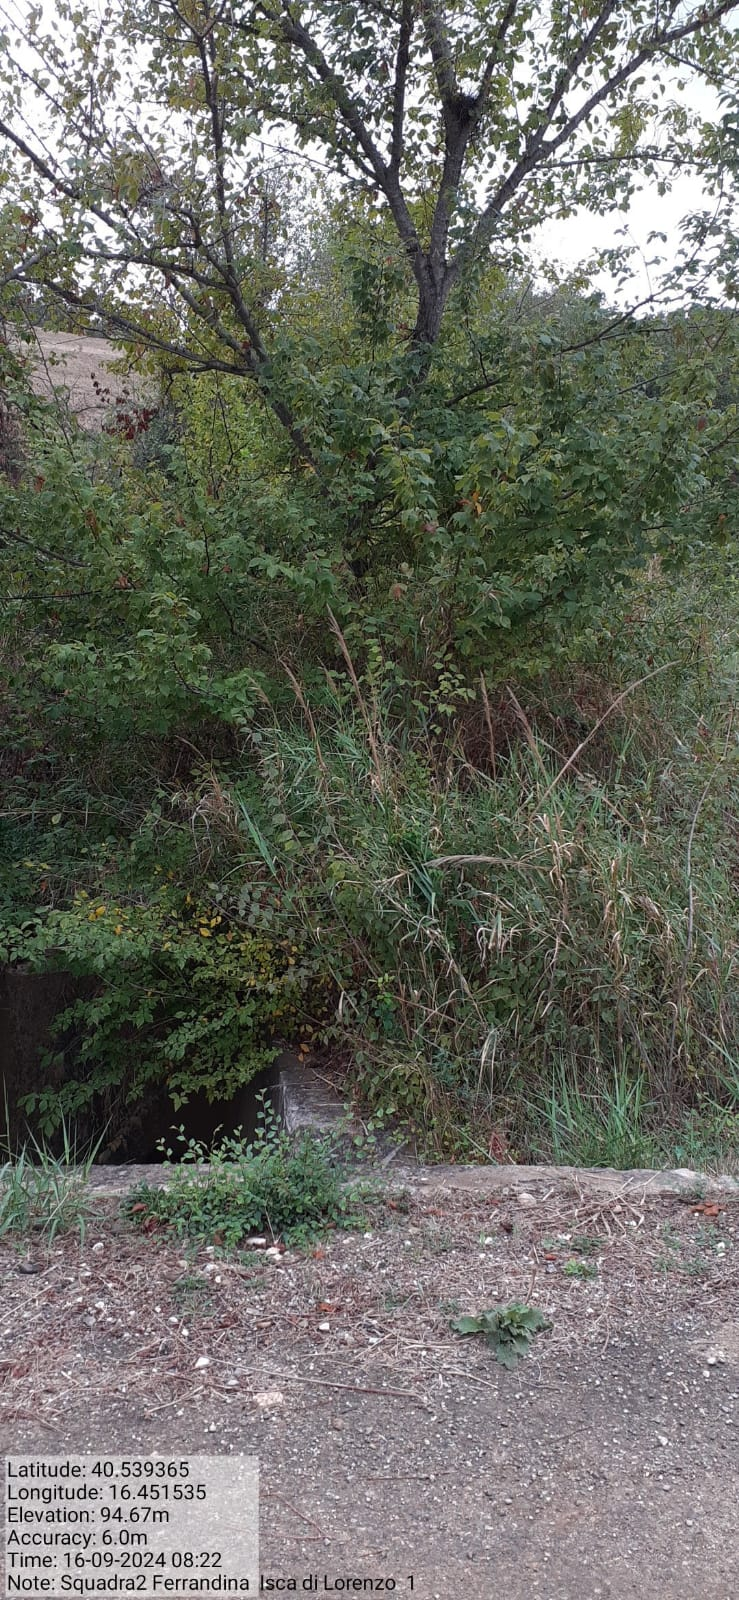 Latitude: 40.539365
Longitude: 16.451535
Elevation: 94.67m
Accuracy: 6.0m
Time: 16-09-2024 08:22
Note: Squadra2 Ferrandina Isca di Lorenzo 1